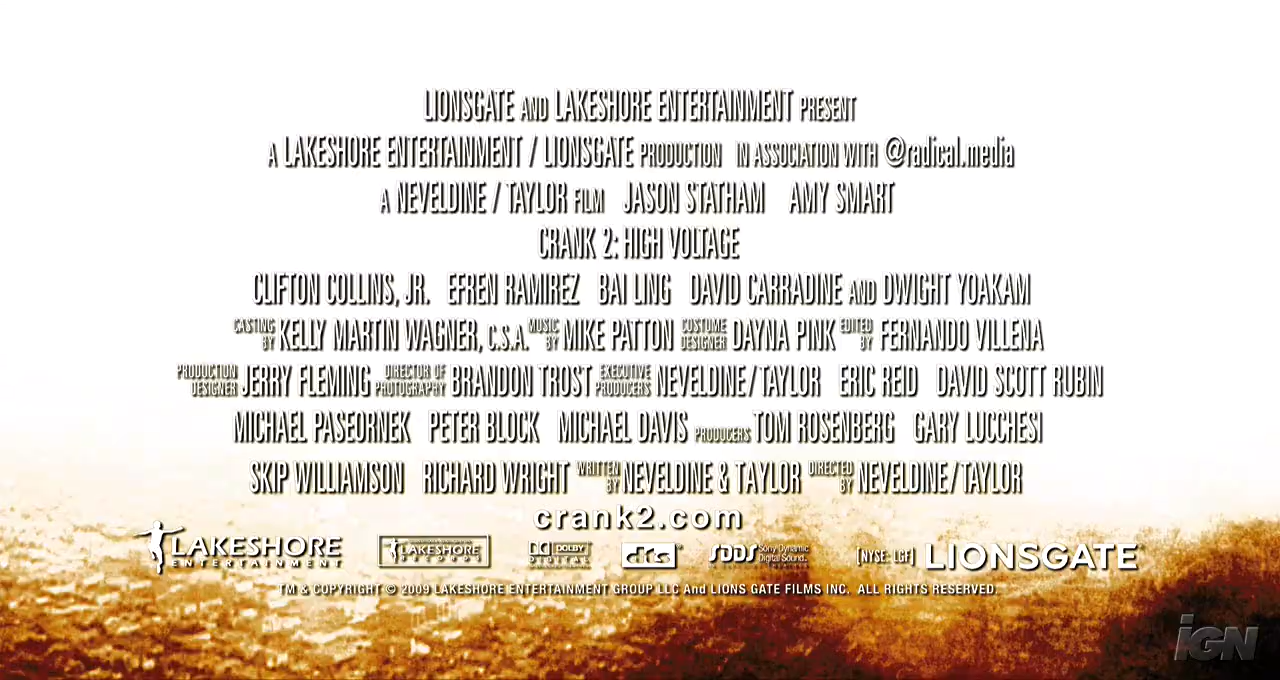 LIONSGATE AND LAKESHORE ENTERTAINMENT PRESENT
A LAKESHORE ENTERTAINMENT / LIONSGATE PRODUCTION IN ASSOCIATION WITH @radical.media
A NEVELDINE / TAYLOR FILM JASON STATHAM AMY SMART
CRANK 2: HIGH VOLTAGE
CLIFTON COLLINS, JR. EFREN RAMIREZ BAI LING DAVID CARRADINE AND DWIGHT YOAKAM
CASTING BY KELLY MARTIN WAGNER, C.S.A. MUSIC BY MIKE PATTON COSTUME DESIGNER DAYNA PINK EDITED BY FERNANDO VILLENA
PRODUCTION DESIGNER JERRY FLEMING DIRECTOR OF PHOTOGRAPHY BRANDON TROST EXECUTIVE PRODUCERS NEVELDINE/TAYLOR ERIC REID DAVID SCOTT RUBIN
MICHAEL PASEORNEK PETER BLOCK MICHAEL DAVIS PRODUCERS TOM ROSENBERG GARY LUCCHESI
SKIP WILLIAMSON RICHARD WRIGHT WRITTEN BY NEVELDINE & TAYLOR DIRECTED BY NEVELDINE/TAYLOR
crank2.com
LAKESHORE ENTERTAINMENT LAKESHORE RECORDS DOLBY DIGITAL dts SDDS Sony Dynamic Digital Sound. [NYSE-LGF] LIONSGATE
TM & COPYRIGHT © 2009 LAKESHORE ENTERTAINMENT GROUP LLC And LIONS GATE FILMS INC. ALL RIGHTS RESERVED.
IGN